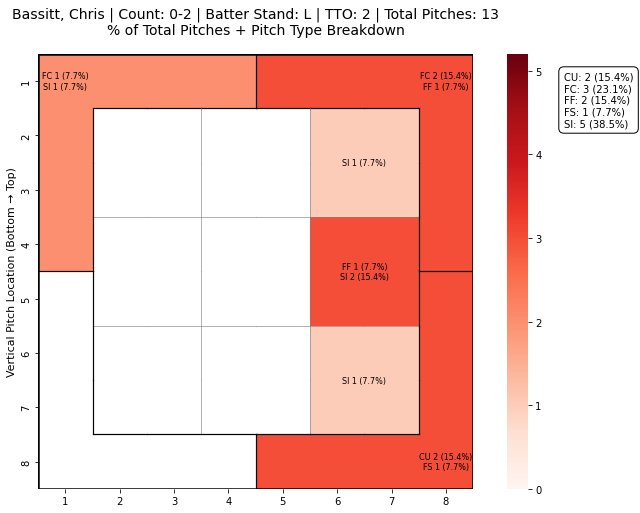 Bassitt, Chris | Count: 0-2 | Batter Stand: L | TTO: 2 | Total Pitches: 13
% of Total Pitches + Pitch Type Breakdown
FC 1 (7.7%)
SI 1 (7.7%)
FC 2 (15.4%)
FF 1 (7.7%)
SI 1 (7.7%)
FF 1 (7.7%)
SI 2 (15.4%)
SI 1 (7.7%)
CU 2 (15.4%)
FS 1 (7.7%)
Vertical Pitch Location (Bottom → Top)
1
2
3
4
5
6
7
8
1
2
3
4
5
6
7
8
5
4
3
2
1
0
CU: 2 (15.4%)
FC: 3 (23.1%)
FF: 2 (15.4%)
FS: 1 (7.7%)
SI: 5 (38.5%)